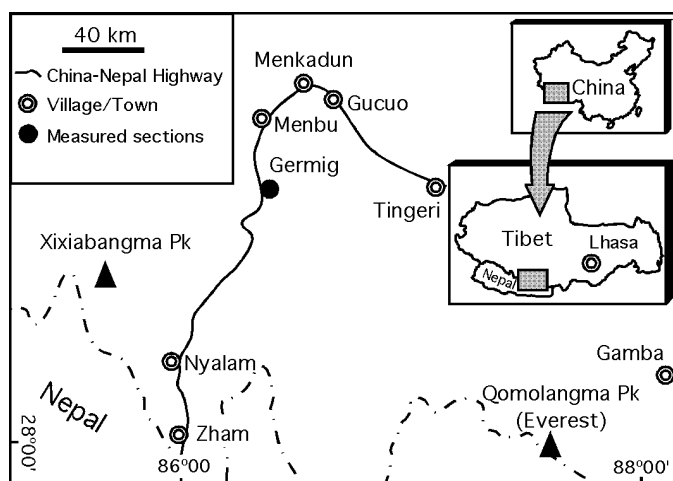 40 km
China-Nepal Highway
Village/Town
Measured sections
Menkadun
Gucuo
Menbu
Germig
Tingeri
China
Tibet
Lhasa
Nepal
Xixiabangma Pk
Nyalam
Gamba
Qomolangma Pk
(Everest)
Nepal
Zham
28°00'
86°00
88°00'